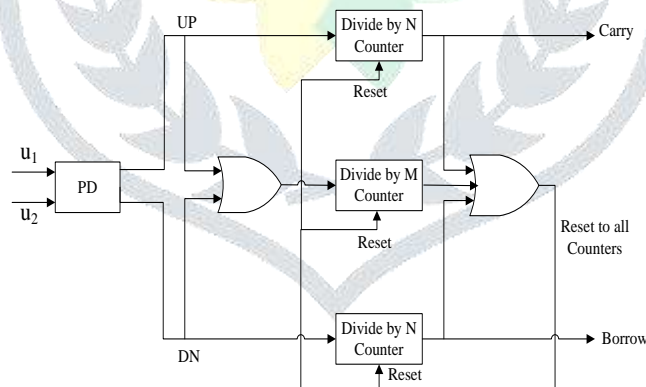 UP
Divide by N
Counter
Carry
Reset
u1
u2
PD
Divide by M
Counter
Reset
Reset to all
Counters
Divide by N
Counter
Borrow
DN
Reset